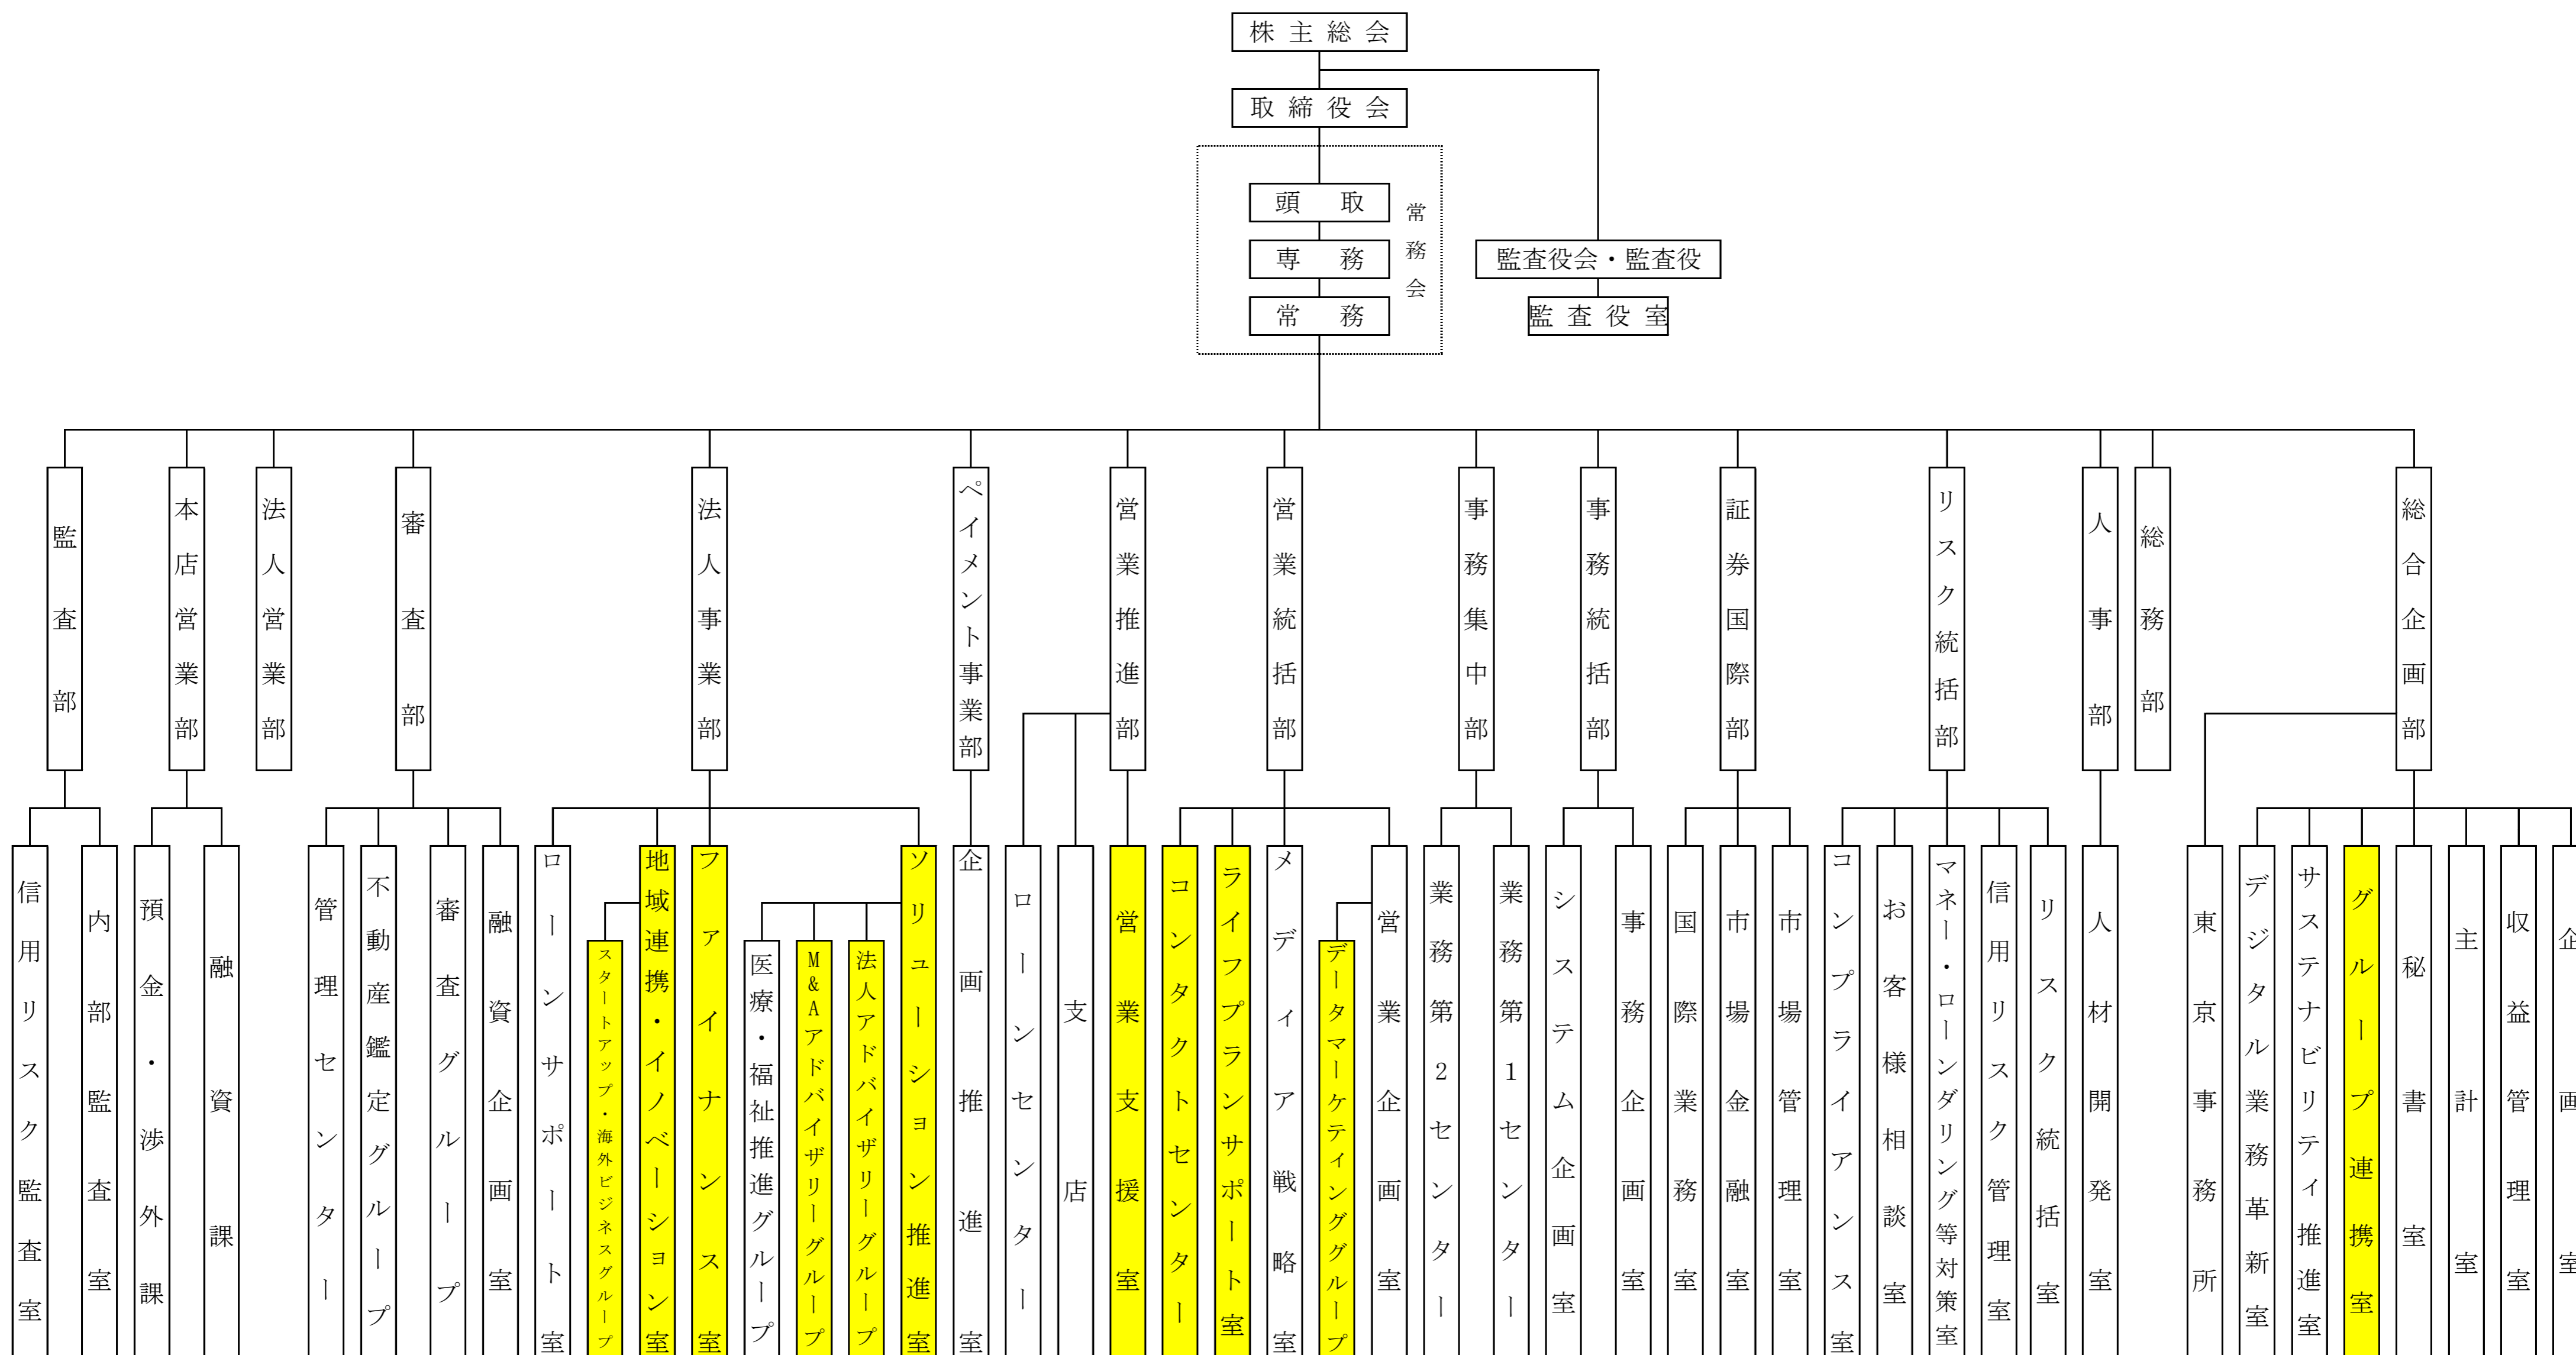 株主総会
取締役会
頭取
専務
常務
常務会
監査役会・監査役
監査役室
監査部
本店営業部
法人営業部
審査部
法人事業部
ペイメント事業部
営業推進部
営業統括部
事務集中部
事務統括部
証券国際部
リスク統括部
人事部
総務部
総合企画部
信用リスク監査室
内部監査室
預金・渉外課
融資課
管理センター
不動産鑑定グループ
審査グループ
融資企画室
ローンサポート室
スタートアップ・海外ビジネスグループ
地域連携・イノベーション室
ファイナンス室
医療・福祉推進グループ
M&Aアドバイザリーグループ
法人アドバイザリーグループ
ソリューション推進室
企画推進室
ローンセンター
支店
営業支援室
コンタクトセンター
ライフプランサポート室
メディア戦略室
データマーケティンググループ
営業企画室
業務第2センター
業務第1センター
システム企画室
事務企画室
国際業務室
市場金融室
市場管理室
コンプライアンス室
お客様相談室
マネー・ローンダリング等対策室
信用リスク管理室
リスク統括室
人材開発室
東京事務所
デジタル業務革新室
サステナビリティ推進室
グループ連携室
秘書室
主計室
収益管理室
企画室